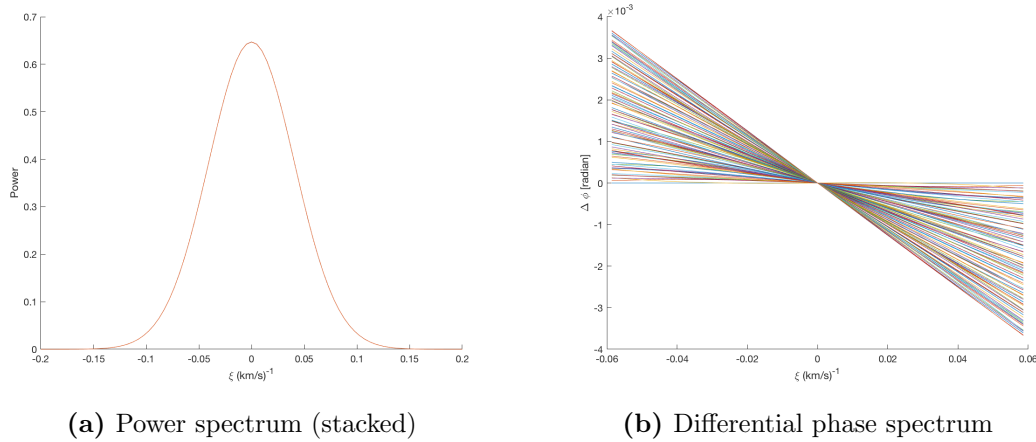 0.7
0.6
0.5
0.4
0.3
0.2
0.1
0
Power
-0.2 -0.15 -0.1 -0.05 0 0.05 0.1 0.15 0.2
ξ (km/s)⁻¹
(a) Power spectrum (stacked)
×10⁻³
4
3
2
1
0
-1
-2
-3
-4
Δ ϕ [radian]
-0.06 -0.04 -0.02 0 0.02 0.04 0.06
ξ (km/s)⁻¹
(b) Differential phase spectrum